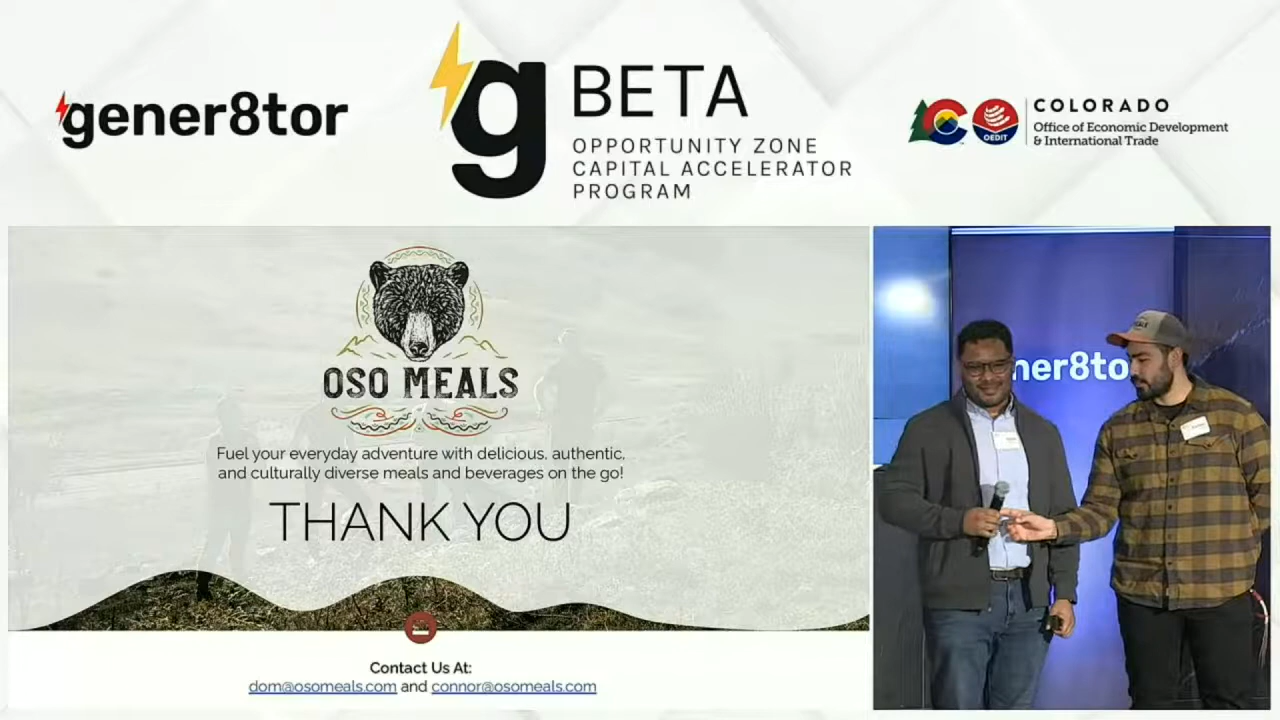 gener8tor
g BETA
OPPORTUNITY ZONE
CAPITAL ACCELERATOR
PROGRAM
OEDIT
COLORADO
Office of Economic Development
& International Trade
OSO MEALS
Fuel your everyday adventure with delicious, authentic,
and culturally diverse meals and beverages on the go!
THANK YOU
Contact Us At:
dom@osomeals.com and connor@osomeals.com
ner8to